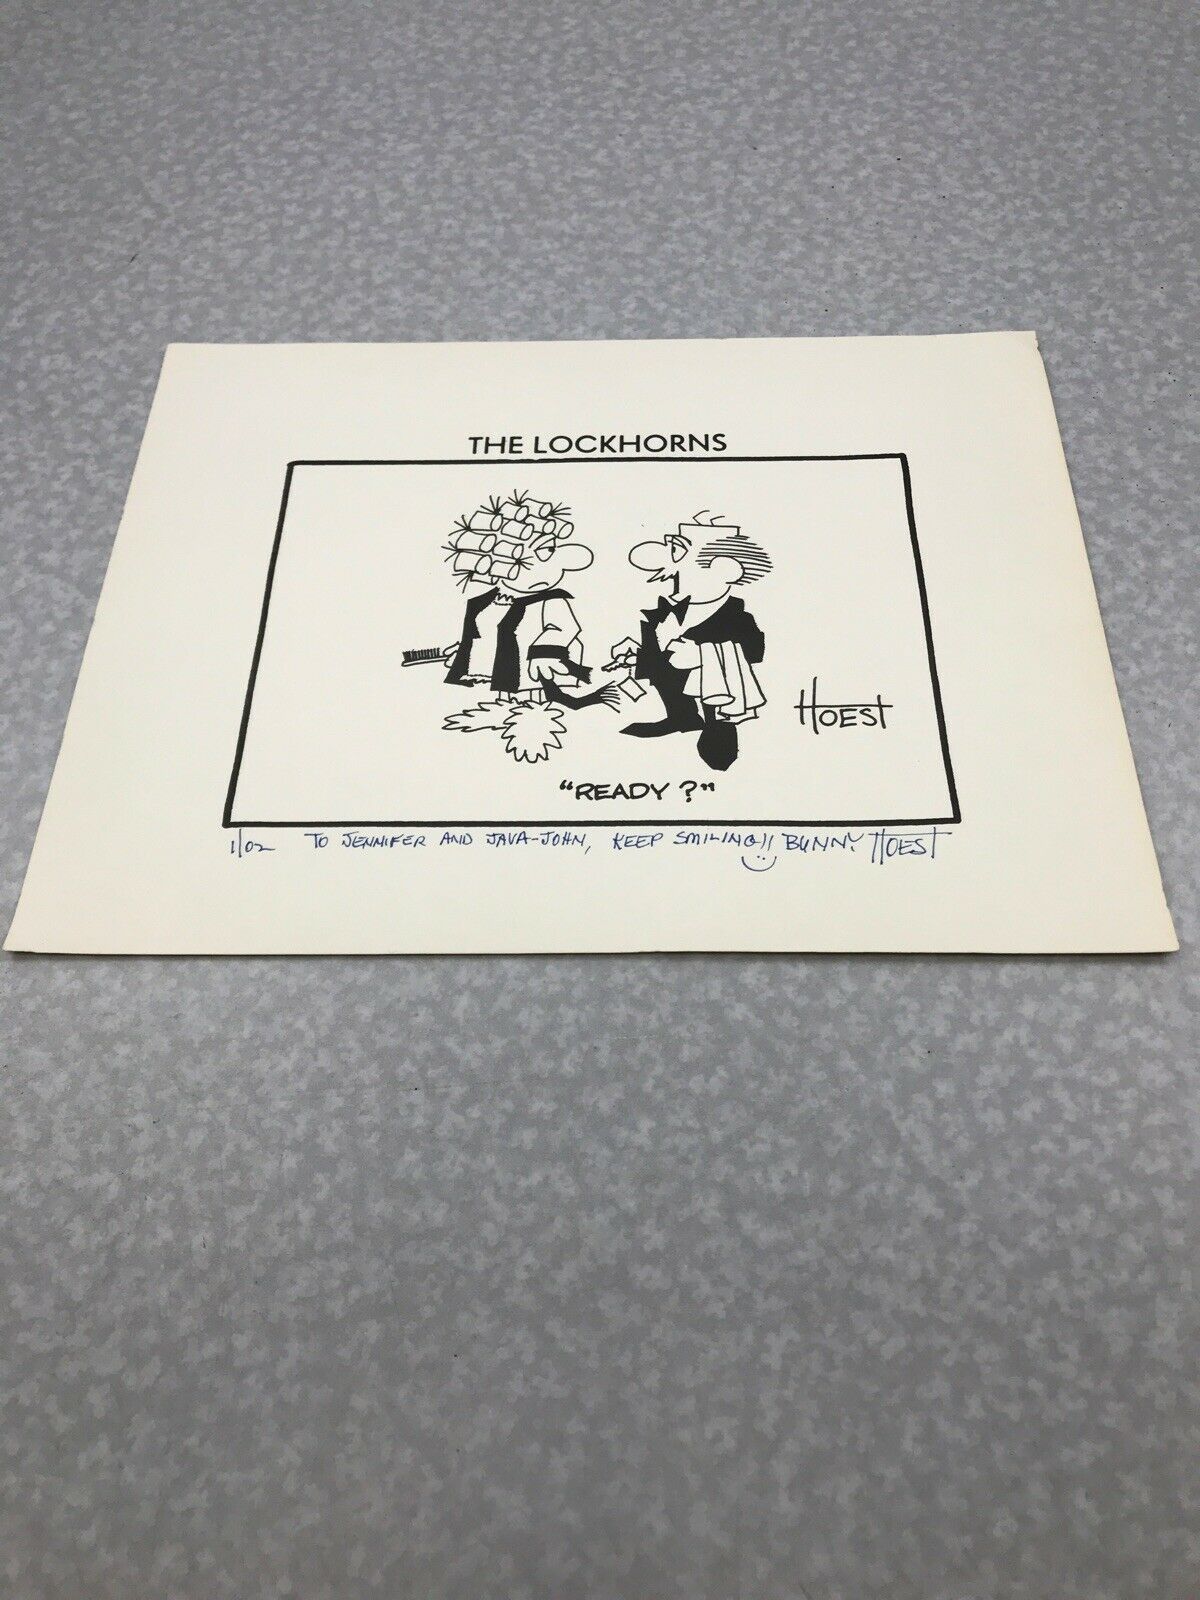 THE LOCKHORNS
HOEST
"READY?"
1/02 TO JENNIFER AND JAVA-JOHN, KEEP SMILING!! BUNNY HOEST